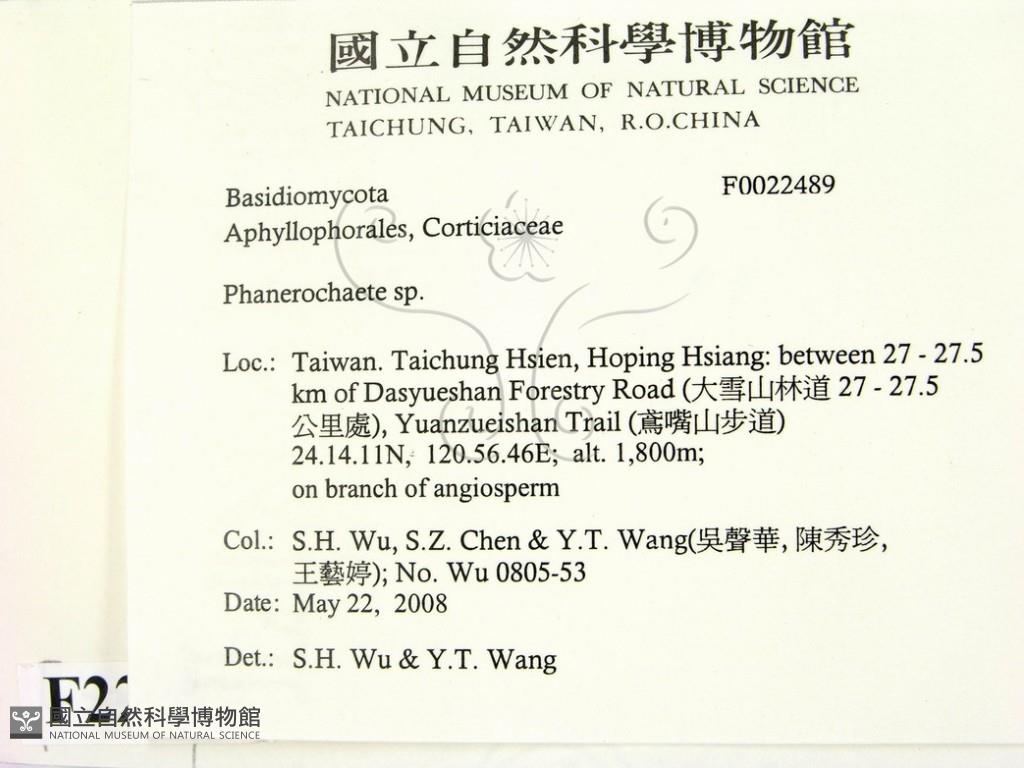 國立自然科學博物館
NATIONAL MUSEUM OF NATURAL SCIENCE
TAICHUNG, TAIWAN, R.O.CHINA
Basidiomycota F0022489
Aphyllophorales, Corticiaceae
Phanerochaete sp.
Loc.: Taiwan. Taichung Hsien, Hoping Hsiang: between 27 - 27.5
km of Dasyueshan Forestry Road (大雪山林道 27 - 27.5
公里處), Yuanzueishan Trail (鳶嘴山步道)
24.14.11N, 120.56.46E; alt. 1,800m;
on branch of angiosperm
Col.: S.H. Wu, S.Z. Chen & Y.T. Wang(吳聲華, 陳秀珍,
王藝婷); No. Wu 0805-53
Date: May 22, 2008
Det.: S.H. Wu & Y.T. Wang
F22
國立自然科學博物館
NATIONAL MUSEUM OF NATURAL SCIENCE